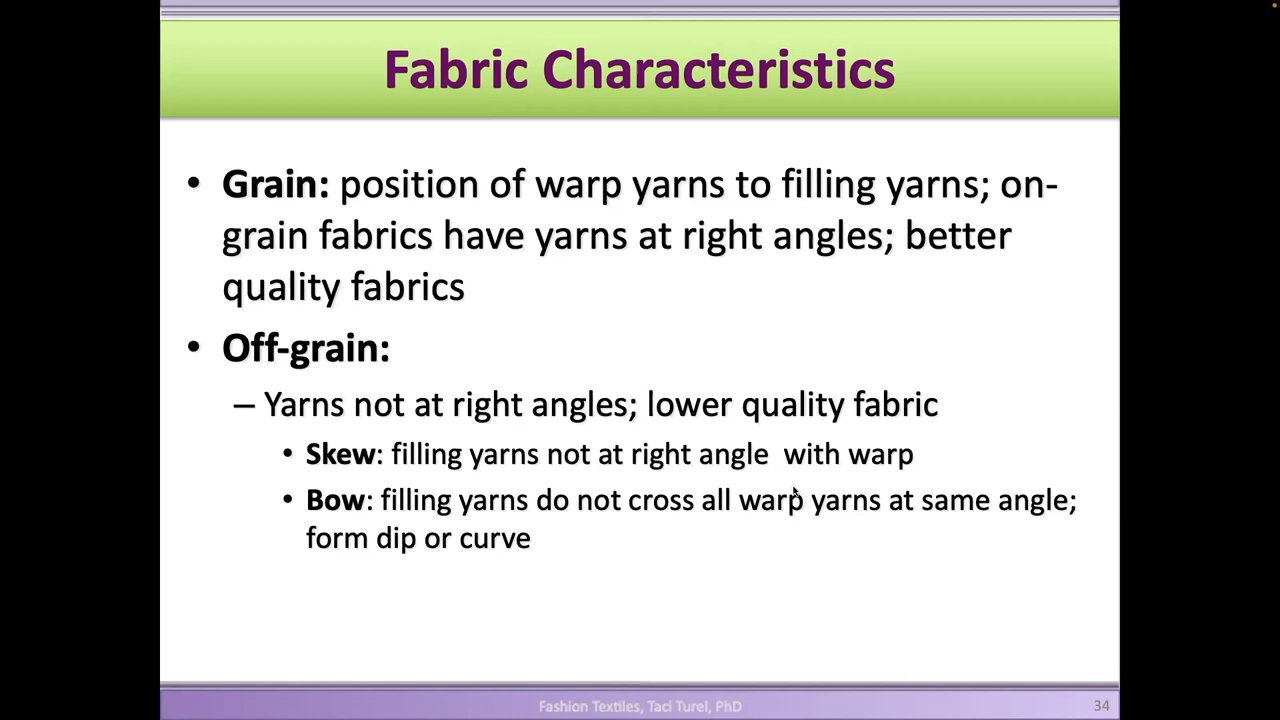 Fabric Characteristics
• Grain: position of warp yarns to filling yarns; on-
grain fabrics have yarns at right angles; better
quality fabrics
• Off-grain:
– Yarns not at right angles; lower quality fabric
• Skew: filling yarns not at right angle  with warp
• Bow: filling yarns do not cross all warp yarns at same angle;
form dip or curve
Fashion Textiles, Taci Turel, PhD
34